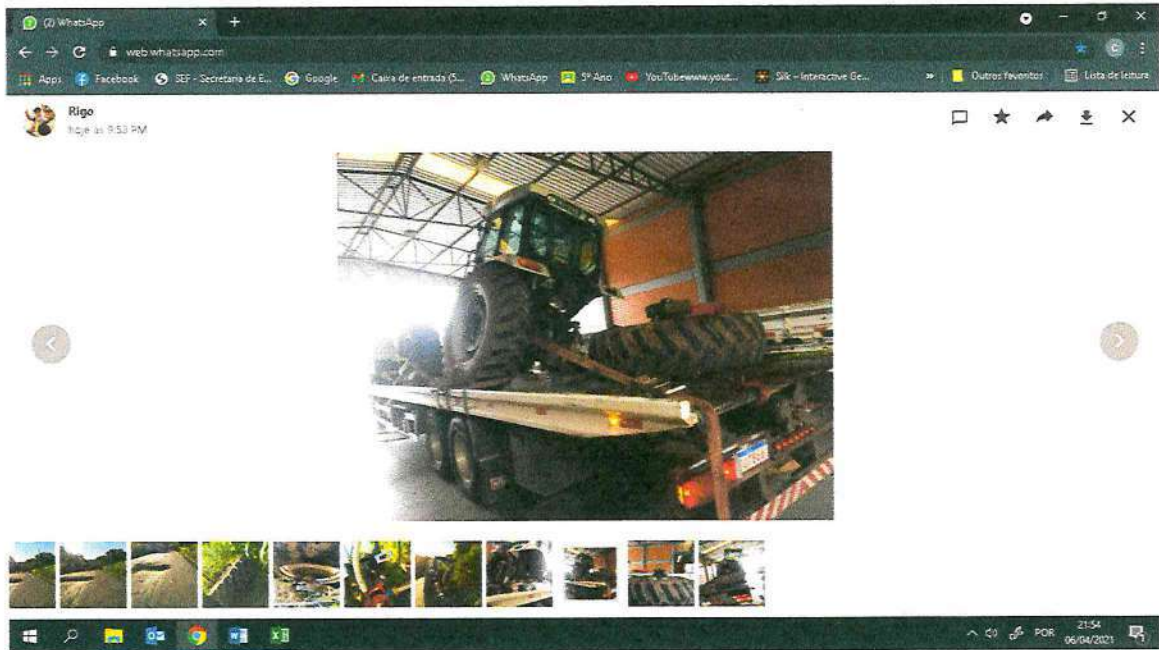 (2) WhatsApp
web.whatsapp.com
Apps
Facebook
SEF - Secretaria de E...
Google
Caixa de entrada (5...
WhatsApp
5º Ano
YouTubewww.yout...
Silk – Interactive Ge...
»
Outros favoritos
Lista de leitura
Rigo
hoje às 9:53 PM
POR
21:54
06/04/2021